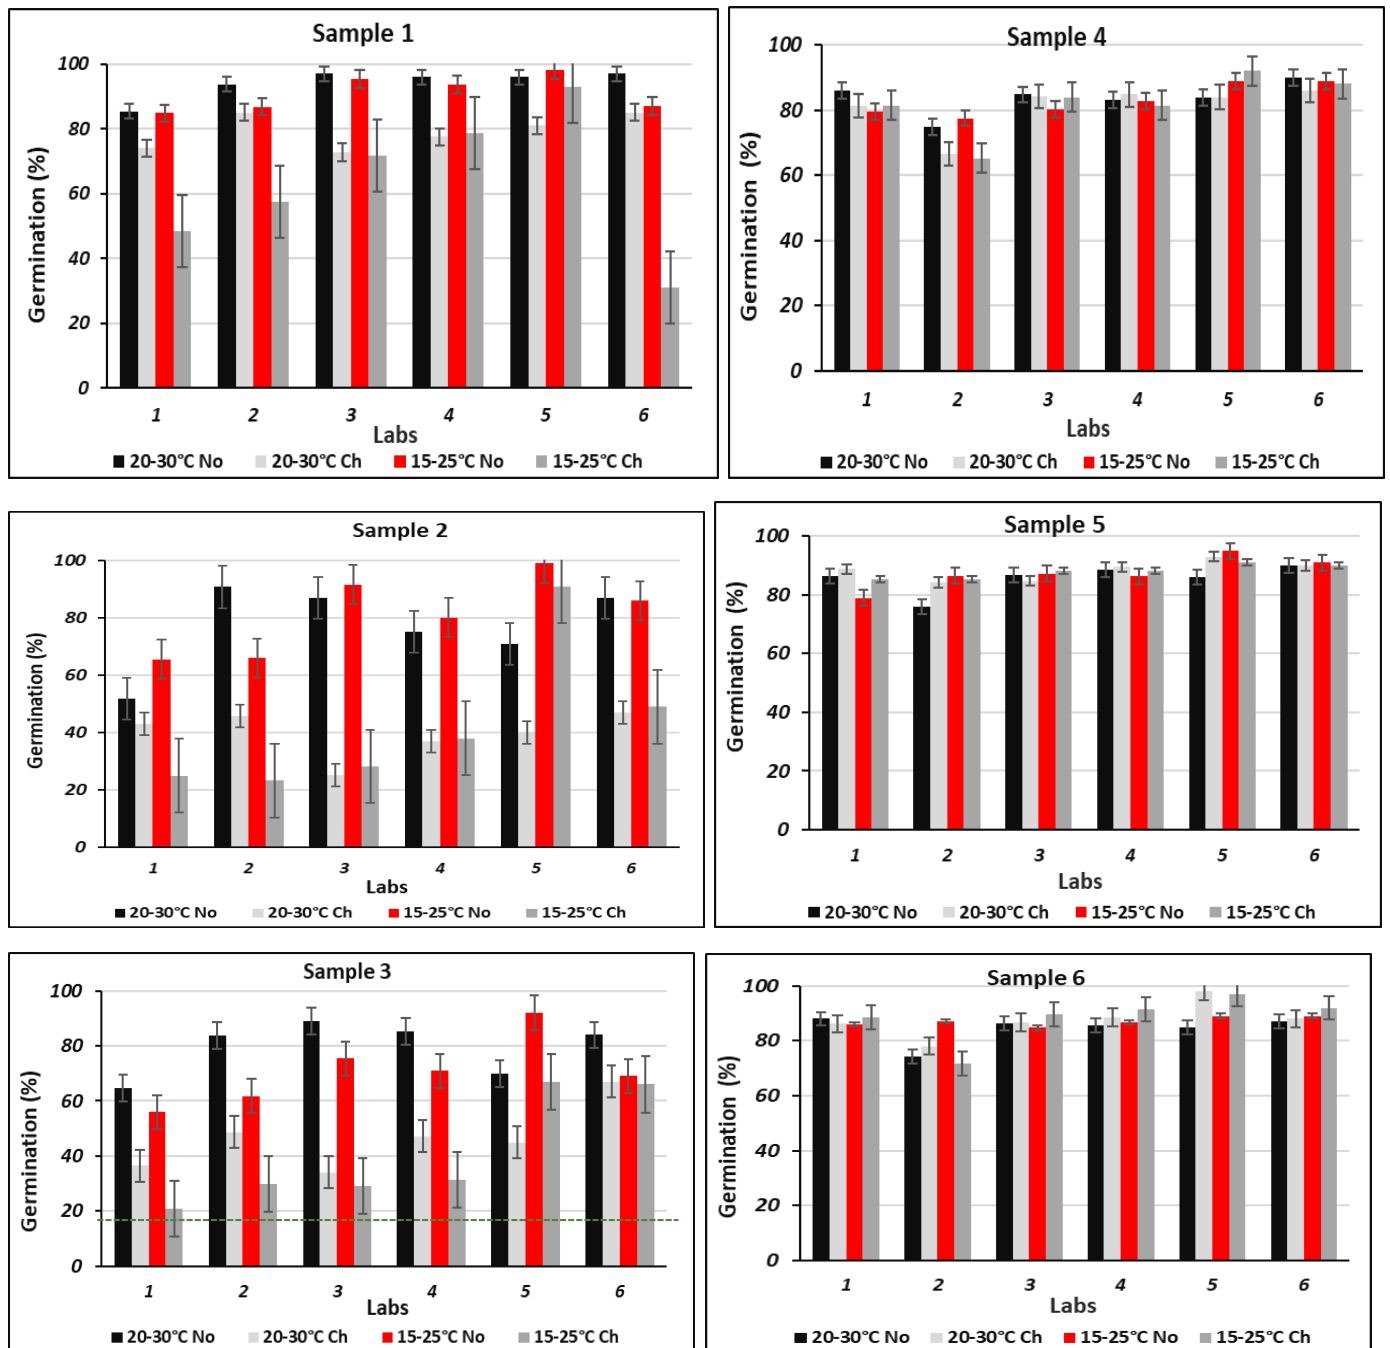 Sample 1
Germination (%)
100
80
60
40
20
0
1 2 3 4 5 6
Labs
20-30°C No 20-30°C Ch 15-25°C No 15-25°C Ch
Sample 4
Germination (%)
100
80
60
40
20
0
1 2 3 4 5 6
Labs
20-30°C No 20-30°C Ch 15-25°C No 15-25°C Ch
Sample 2
Germination (%)
100
80
60
40
20
0
1 2 3 4 5 6
Labs
20-30°C No 20-30°C Ch 15-25°C No 15-25°C Ch
Sample 5
Germination (%)
100
80
60
40
20
0
1 2 3 4 5 6
Labs
20-30°C No 20-30°C Ch 15-25°C No 15-25°C Ch
Sample 3
Germination (%)
100
80
60
40
20
0
1 2 3 4 5 6
Labs
20-30°C No 20-30°C Ch 15-25°C No 15-25°C Ch
Sample 6
Germination (%)
100
80
60
40
20
0
1 2 3 4 5 6
Labs
20-30°C No 20-30°C Ch 15-25°C No 15-25°C Ch